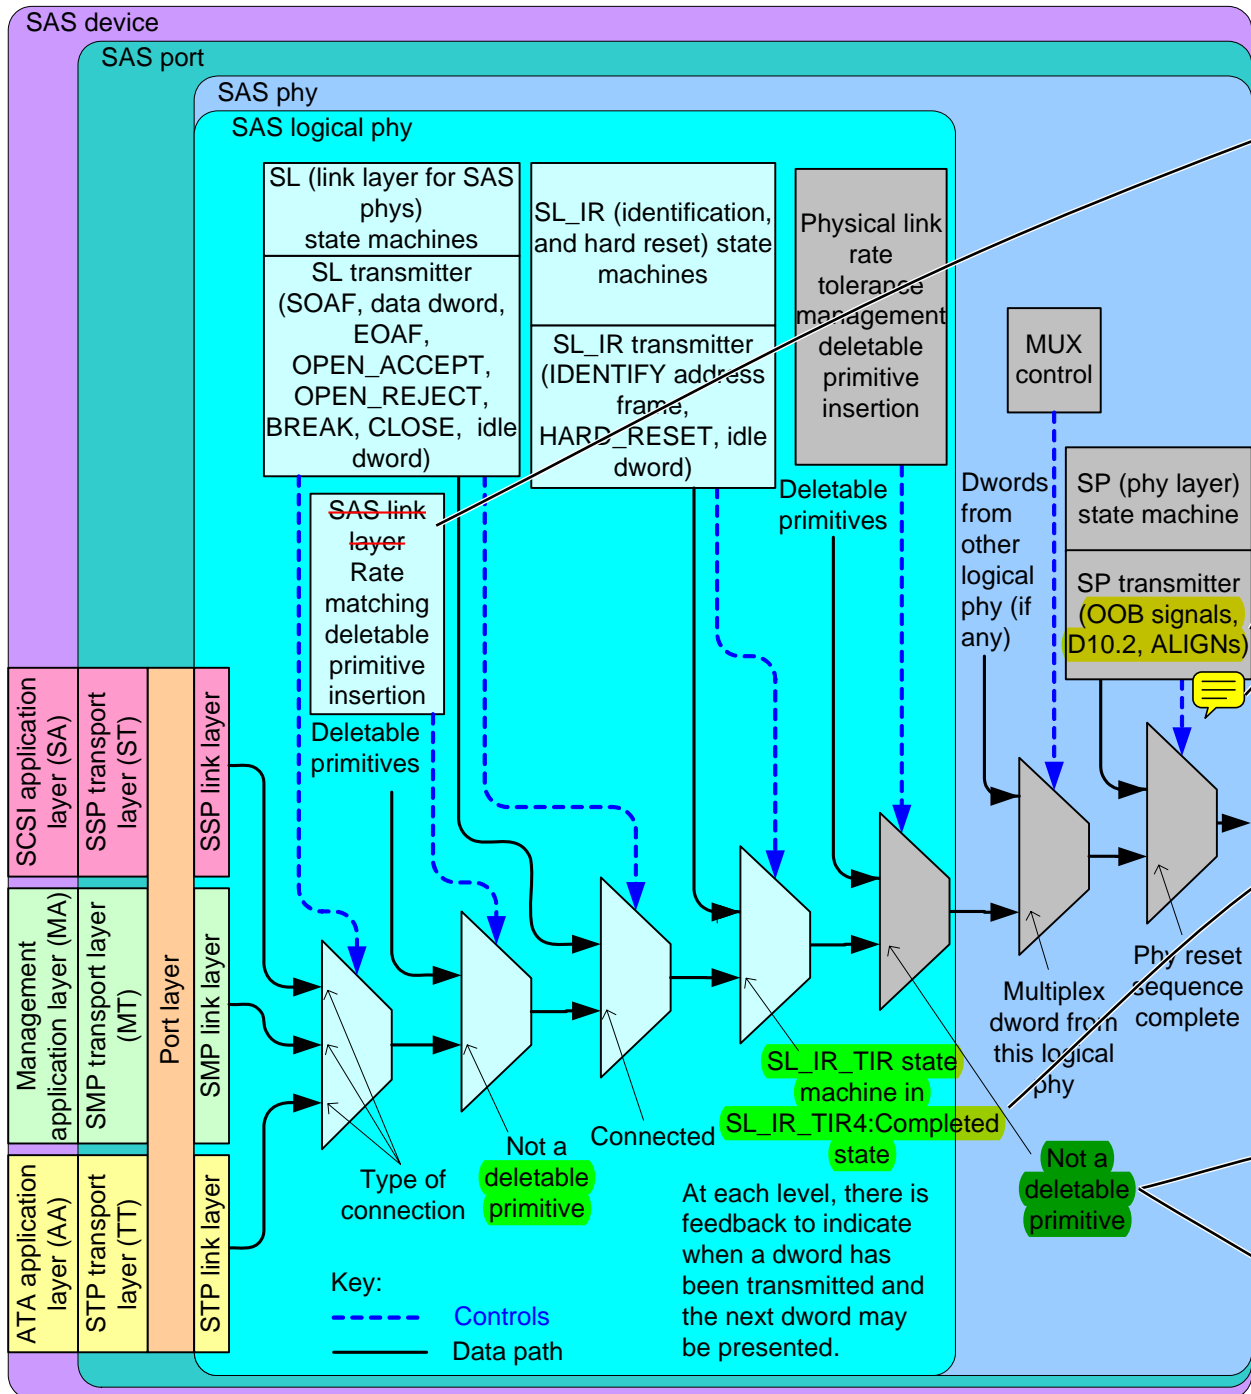 SAS device
SAS port
SAS phy
SAS logical phy
SL (link layer for SAS
phys)
state machines
SL transmitter
(SOAF, data dword,
EOAF,
OPEN_ACCEPT,
OPEN_REJECT,
BREAK, CLOSE, idle
dword)
SL_IR (identification,
and hard reset) state
machines
SL_IR transmitter
(IDENTIFY address
frame,
HARD_RESET, idle
dword)
Physical link
rate
tolerance
management
deletable
primitive
insertion
MUX
control
SP (phy layer)
state machine
SP transmitter
(OOB signals,
D10.2, ALIGNs)
SAS link
layer
Rate
matching
deletable
primitive
insertion
Deletable
primitives
Deletable
primitives
Dwords
from
other
logical
phy (if
any)
SCSI application
layer (SA)
SSP transport
layer (ST)
SSP link layer
Management
application layer (MA)
SMP transport layer
(MT)
SMP link layer
Port layer
ATA application
layer (AA)
STP transport
layer (TT)
STP link layer
Type of
connection
Not a
deletable
primitive
Connected
SL_IR_TIR state
machine in
SL_IR_TIR4:Completed
state
Not a
deletable
primitive
Multiplex
dword from
this logical
phy
Phy reset
sequence
complete
At each level, there is
feedback to indicate
when a dword has
been transmitted and
the next dword may
be presented.
Key:
Controls
Data path